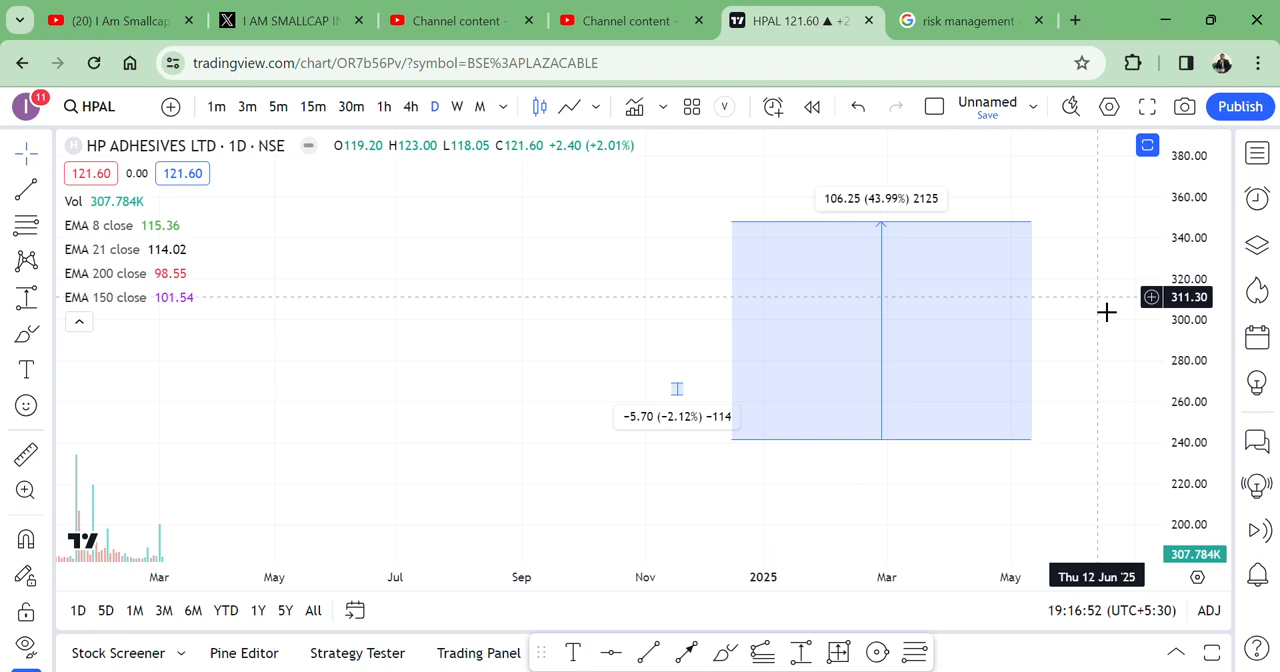 (20) I Am Smallcap
I AM SMALLCAP IN
Channel content -
Channel content -
HPAL 121.60 ▲ +2
risk management -
tradingview.com/chart/OR7b56Pv/?symbol=BSE%3APLAZACABLE
I 11
HPAL
1m 3m 5m 15m 30m 1h 4h D W M
V
Unnamed
Save
Publish
H HP ADHESIVES LTD · 1D · NSE
O119.20 H123.00 L118.05 C121.60 +2.40 (+2.01%)
121.60 0.00 121.60
Vol 307.784K
EMA 8 close 115.36
EMA 21 close 114.02
EMA 200 close 98.55
EMA 150 close 101.54
106.25 (43.99%) 2125
−5.70 (−2.12%) −114
380.00
360.00
340.00
320.00
311.30
300.00
280.00
260.00
240.00
220.00
200.00
307.784K
Mar May Jul Sep Nov 2025 Mar May Thu 12 Jun '25
1D 5D 1M 3M 6M YTD 1Y 5Y All
19:16:52 (UTC+5:30) ADJ
Stock Screener Pine Editor Strategy Tester Trading Panel